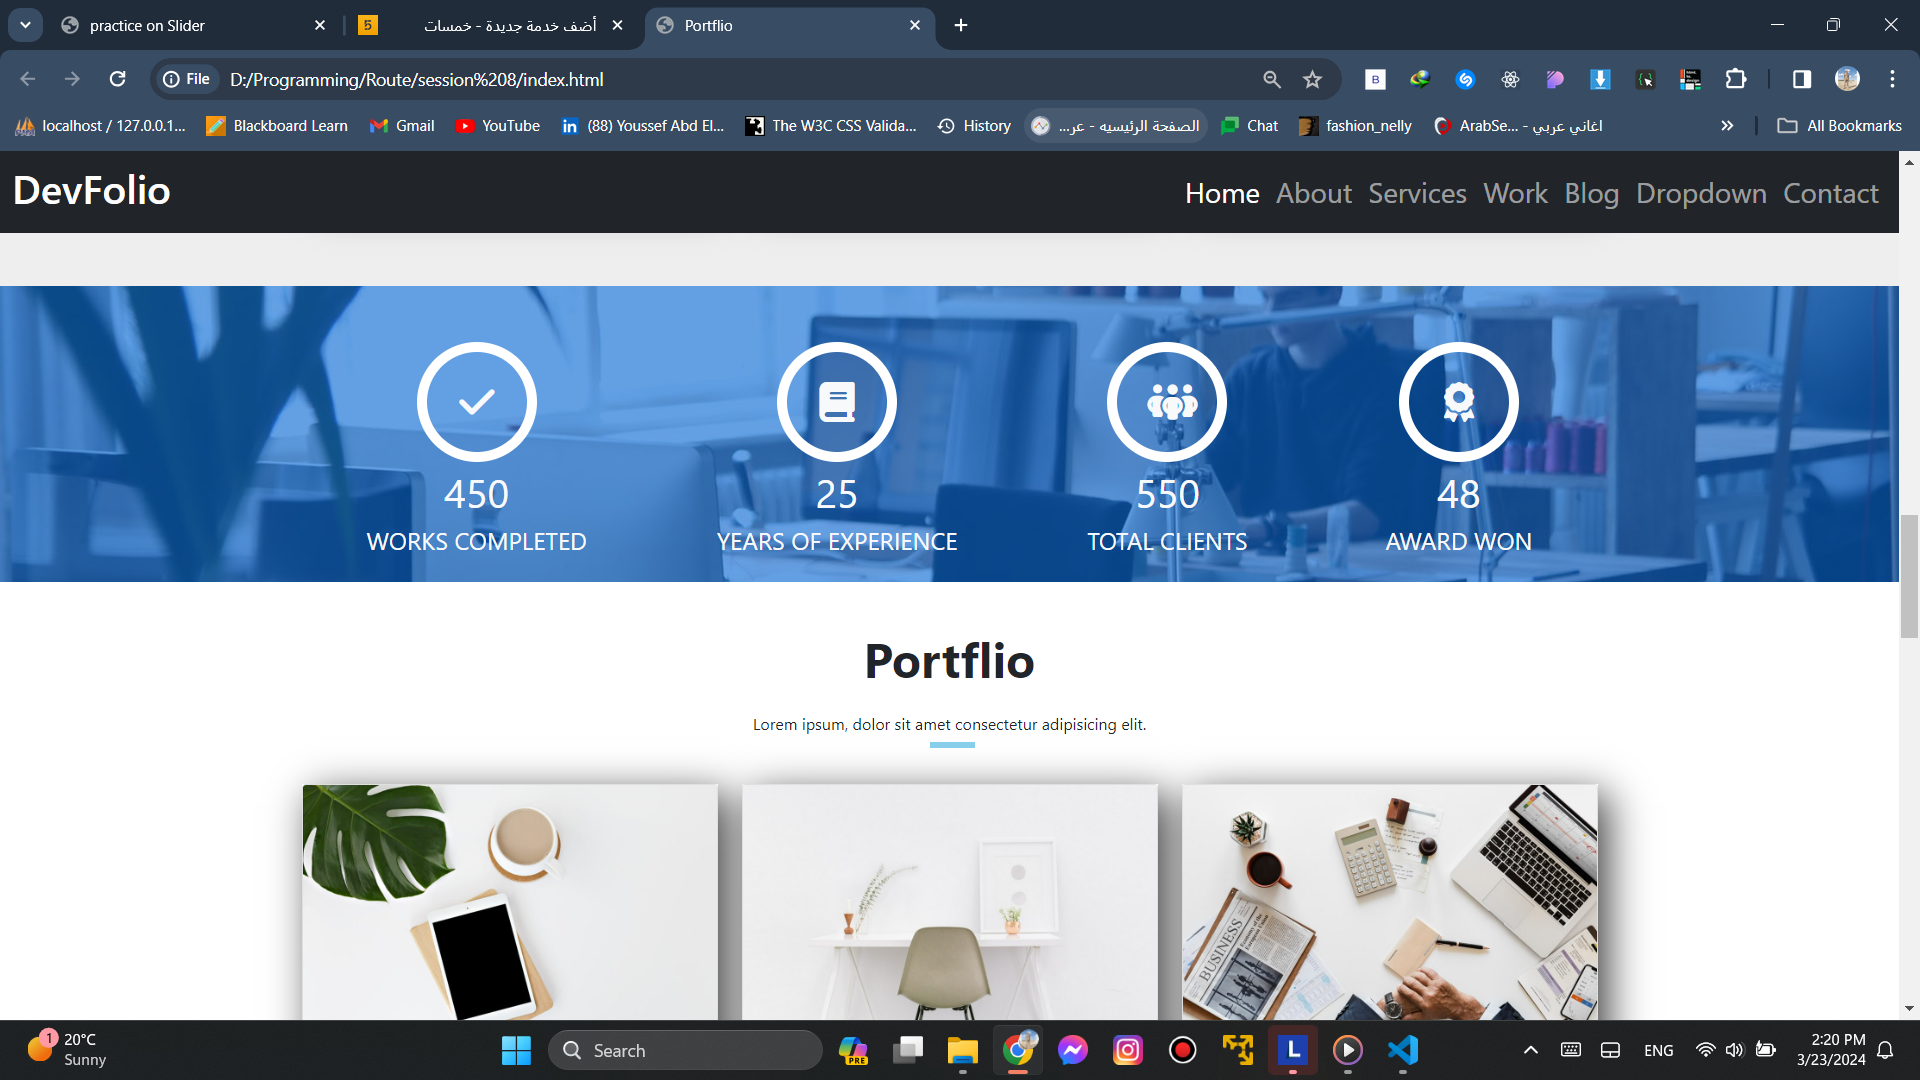 practice on Slider
أضف خدمة جديدة - خمسات
Portflio
File
D:/Programming/Route/session%208/index.html
localhost / 127.0.0.1...
Blackboard Learn
Gmail
YouTube
(88) Youssef Abd El...
The W3C CSS Valida...
History
الصفحة الرئيسيه - عر...
Chat
fashion_nelly
ArabSe... - اغاني عربي
All Bookmarks
DevFolio
Home About Services Work Blog Dropdown Contact
450
25
550
48
WORKS COMPLETED
YEARS OF EXPERIENCE
TOTAL CLIENTS
AWARD WON
Portflio
Lorem ipsum, dolor sit amet consectetur adipisicing elit.
BUSINESS
1
20°C
Sunny
Search
PRE
L
ENG
2:20 PM
3/23/2024